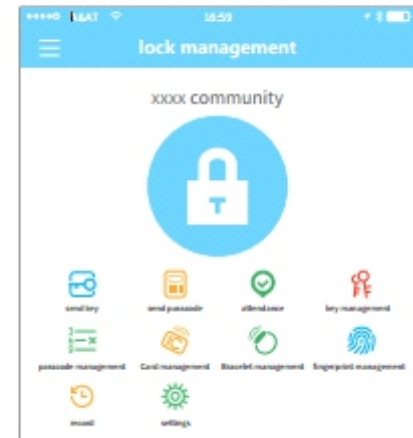 AT&T 16:59
lock management
xxxx community
T
send key send passcode attendance key management
passcode management Card management Bracelet management fingerprint management
record settings